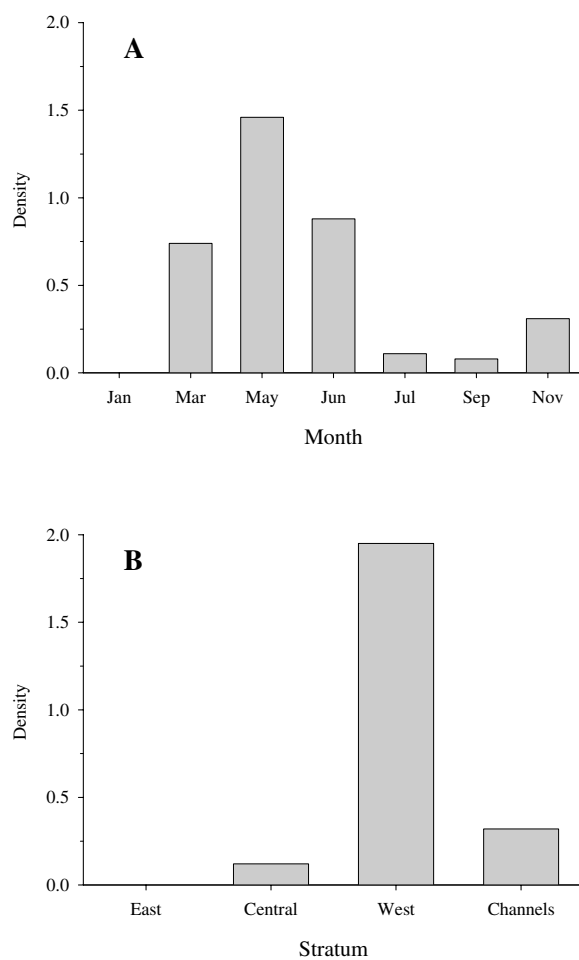 A
2.0
1.5
1.0
0.5
0.0
Density
Jan Mar May Jun Jul Sep Nov
Month
B
2.0
1.5
1.0
0.5
0.0
Density
East Central West Channels
Stratum